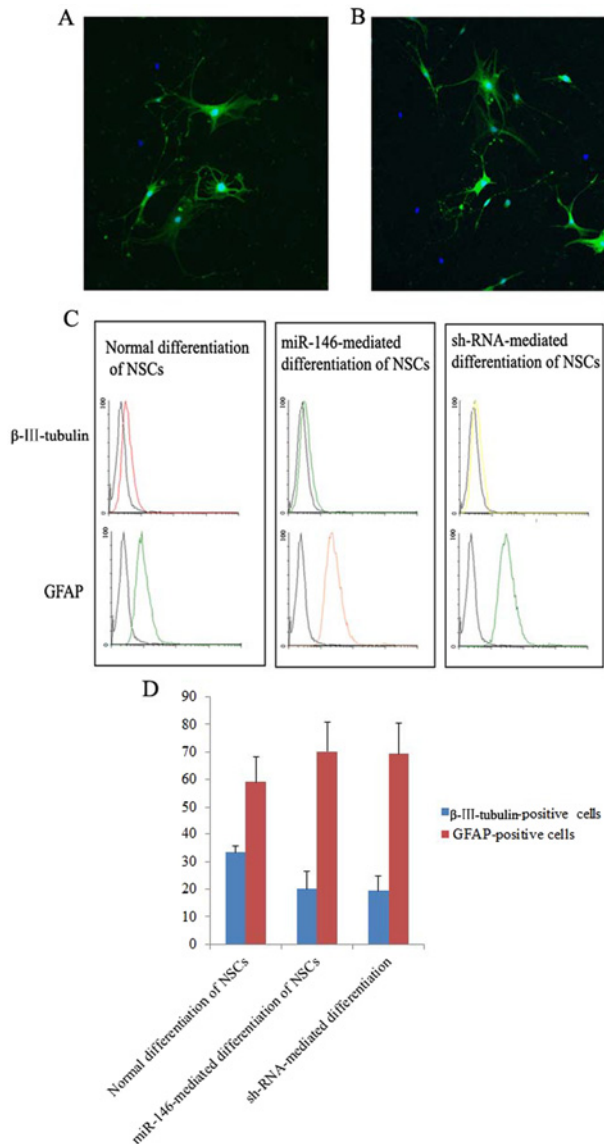 A
B
C
Normal differentiation
of NSCs
miR-146-mediated
differentiation of NSCs
sh-RNA-mediated
differentiation of NSCs
β-III-tubulin
100
0
100
0
100
0
GFAP
100
0
100
0
100
0
D
90
80
70
60
50
40
30
20
10
0
β-III-tubulin-positive cells
GFAP-positive cells
Normal differentiation of NSCs
miR-146-mediated differentiation of NSCs
sh-RNA-mediated differentiation